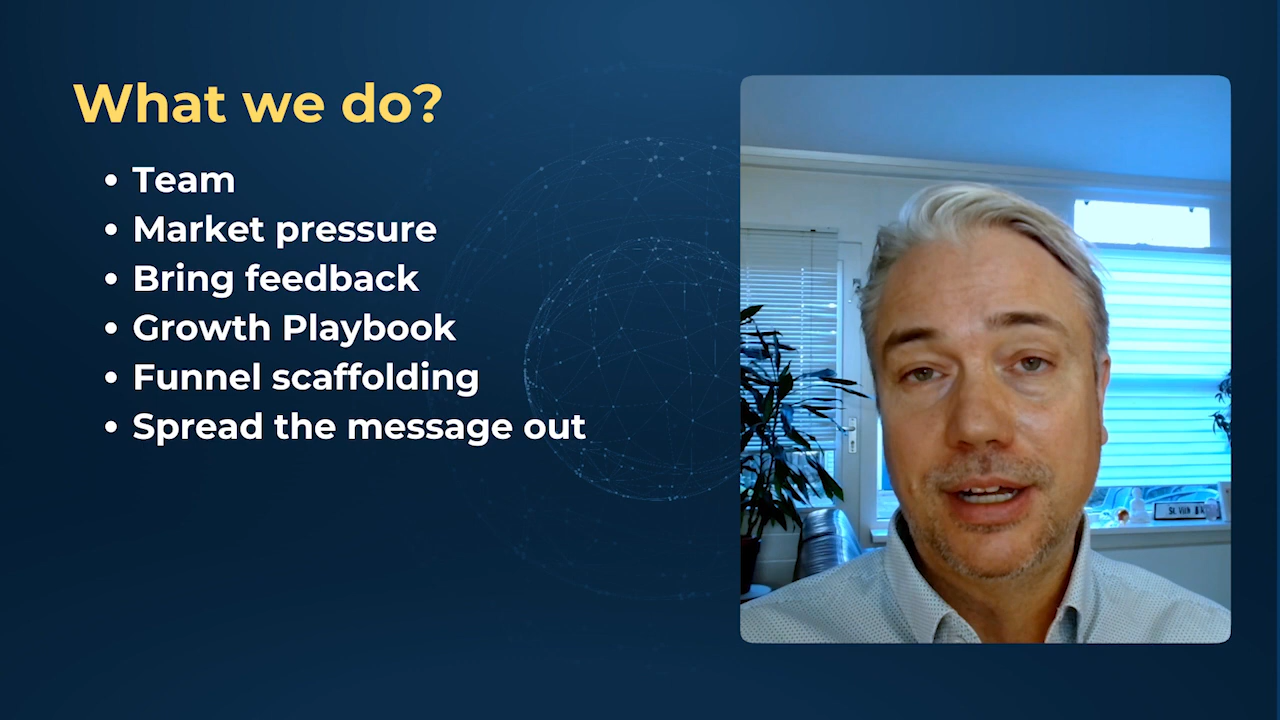 What we do?
• Team
• Market pressure
• Bring feedback
• Growth Playbook
• Funnel scaffolding
• Spread the message out